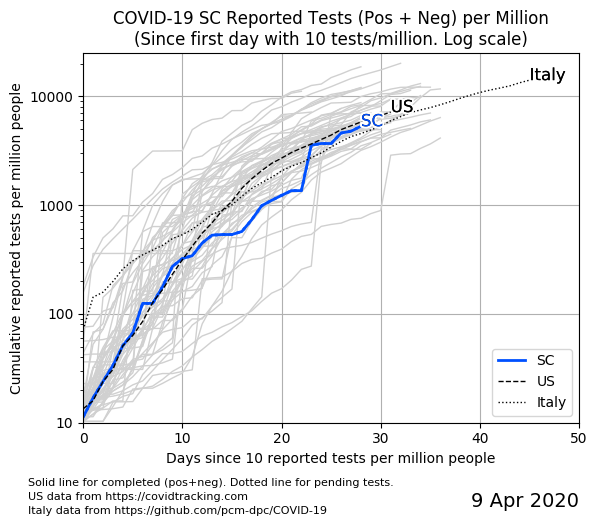 COVID-19 SC Reported Tests (Pos + Neg) per Million
(Since first day with 10 tests/million. Log scale)
Cumulative reported tests per million people
10000
1000
100
10
Italy
US
SC
SC
US
Italy
0 10 20 30 40 50
Days since 10 reported tests per million people
Solid line for completed (pos+neg). Dotted line for pending tests.
US data from https://covidtracking.com
Italy data from https://github.com/pcm-dpc/COVID-19
9 Apr 2020